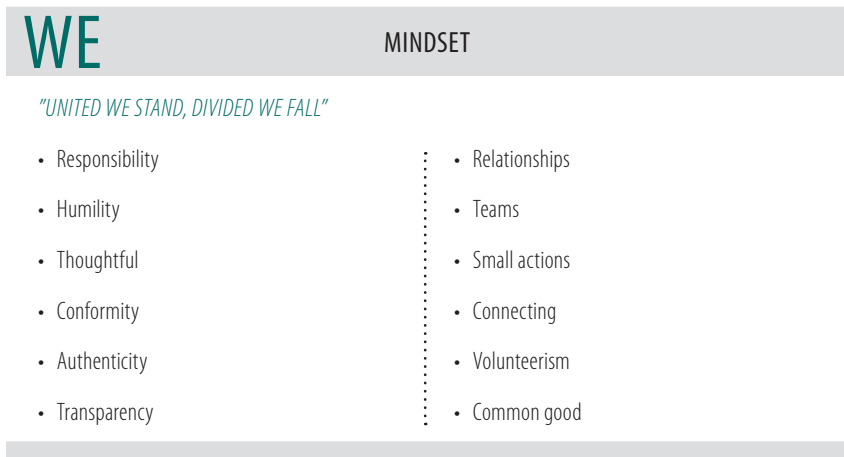 WE MINDSET
”UNITED WE STAND, DIVIDED WE FALL”
• Responsibility
• Humility
• Thoughtful
• Conformity
• Authenticity
• Transparency
• Relationships
• Teams
• Small actions
• Connecting
• Volunteerism
• Common good